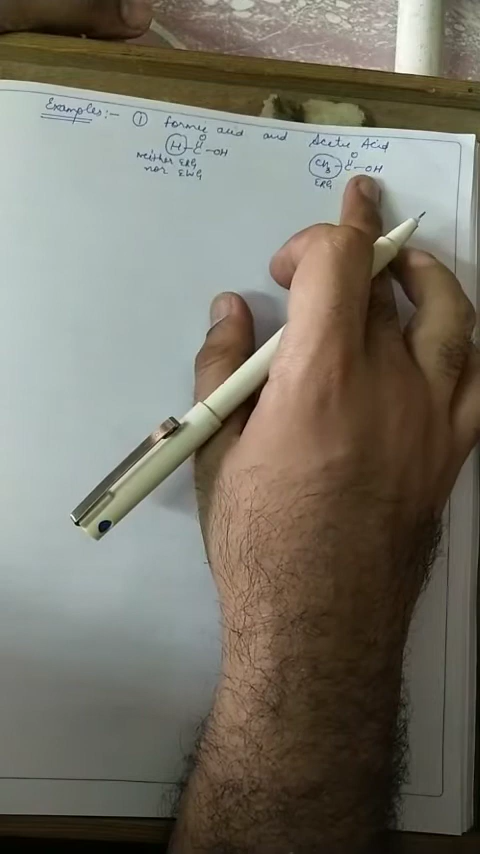 Examples:- ① formic acid and Acetic Acid
O O
H-C-OH CH3-C-OH
neither ERG ERG
nor EWG